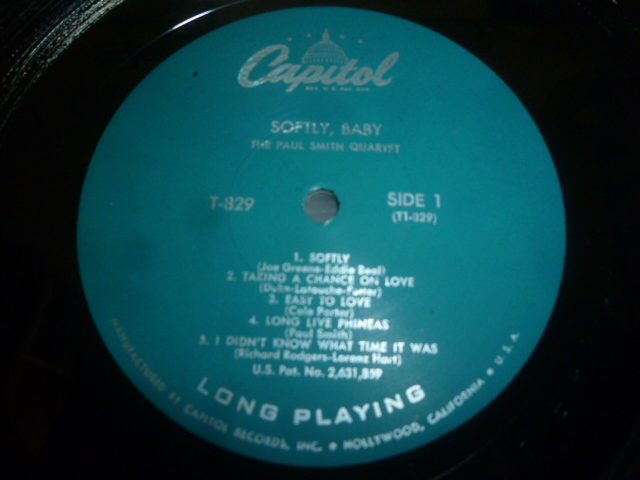 Capitol
REG. U.S. PAT. OFF.
SOFTLY, BABY
THE PAUL SMITH QUARTET
T-829
SIDE 1
(T1-829)
1. SOFTLY
(Joe Greene-Eddie Beal)
2. TAKING A CHANCE ON LOVE
(Duke-Latouche-Fetter)
3. EASY TO LOVE
(Cole Porter)
4. LONG LIVE PHINEAS
(Paul Smith)
5. I DIDN'T KNOW WHAT TIME IT WAS
(Richard Rodgers-Lorenz Hart)
U.S. Pat. No. 2,631,859
LONG PLAYING
MANUFACTURED BY CAPITOL RECORDS, INC. • HOLLYWOOD, CALIFORNIA • U.S.A.